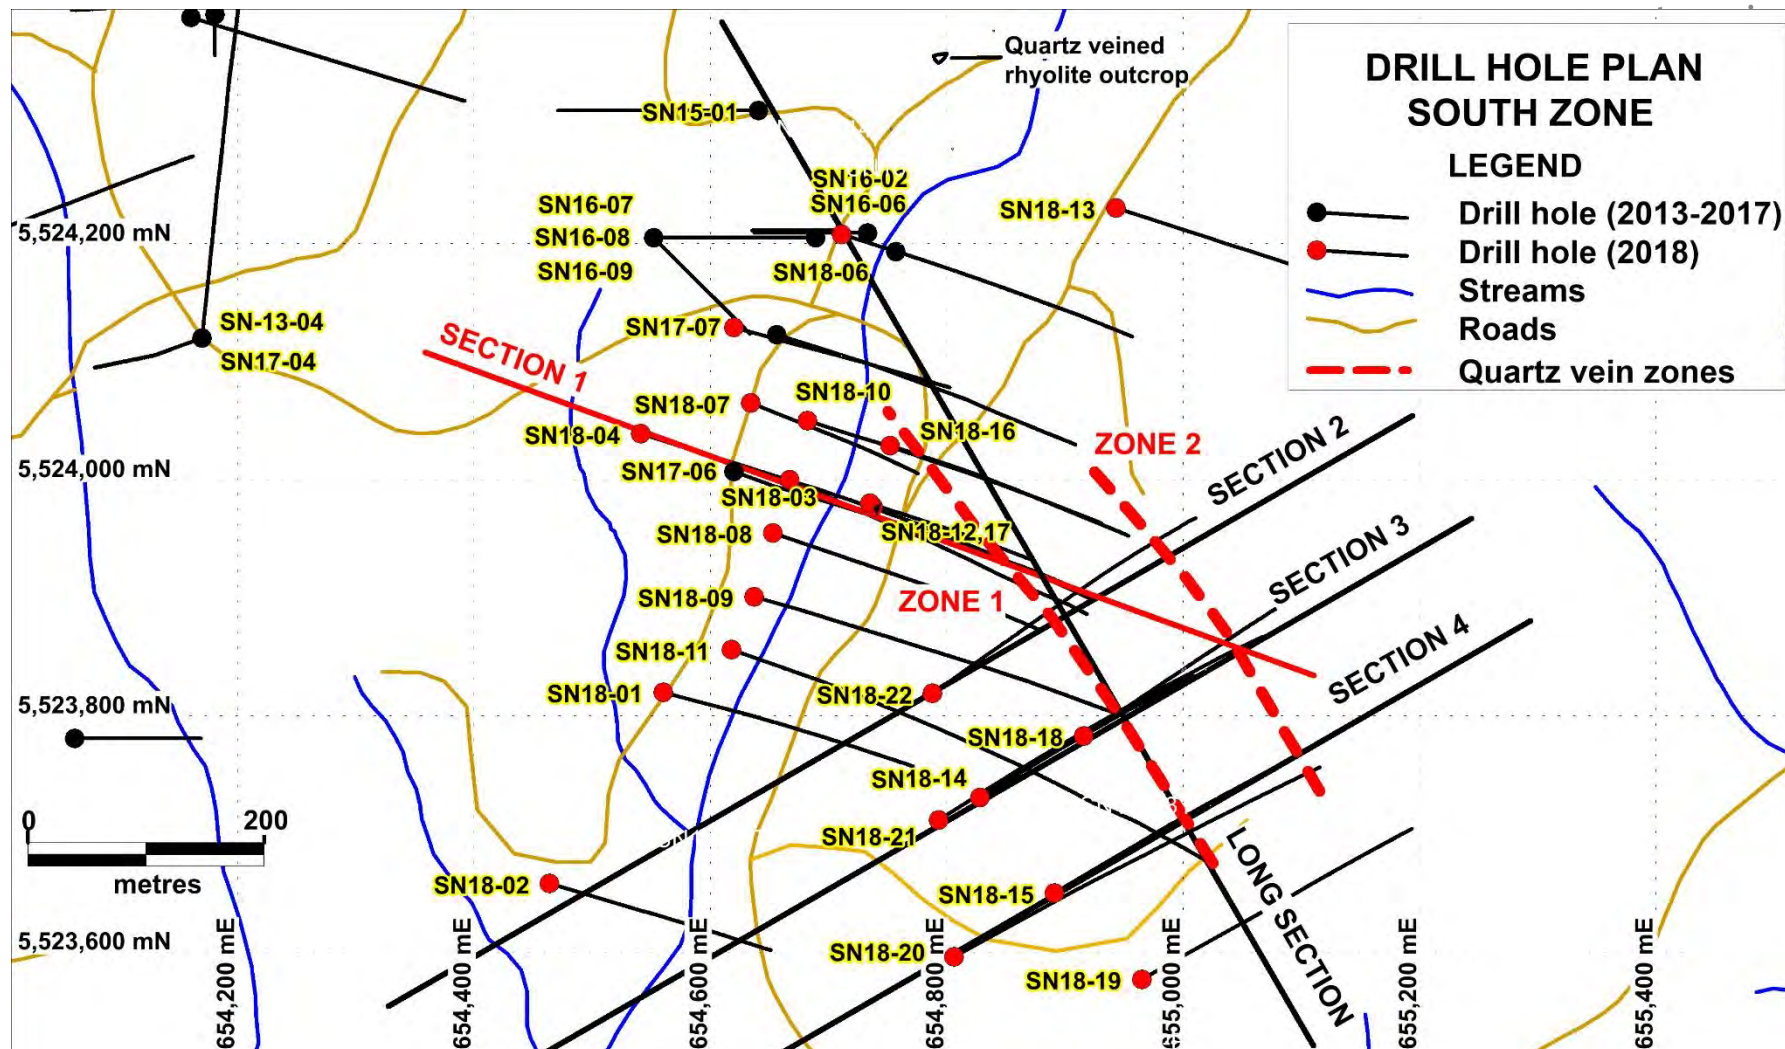 Quartz veined
rhyolite outcrop
DRILL HOLE PLAN
SOUTH ZONE
LEGEND
Drill hole (2013-2017)
Drill hole (2018)
Streams
Roads
Quartz vein zones
SN15-01
SN16-02
SN16-06
SN16-07
SN16-08
SN16-09
SN18-13
5,524,200 mN
SN18-06
SN-13-04
SN17-04
SN17-07
SECTION 1
SN18-10
SN18-07
SN18-04
SN18-16
ZONE 2
SECTION 2
5,524,000 mN
SN17-06
SN18-03
SN18-12,17
SN18-08
SECTION 3
ZONE 1
SN18-09
SN18-11
SECTION 4
SN18-01
SN18-22
5,523,800 mN
SN18-18
SN18-14
SN18-21
0 200
metres
LONG SECTION
SN18-02
SN18-15
5,523,600 mN
SN18-20
SN18-19
654,200 mE
654,400 mE
654,600 mE
654,800 mE
655,000 mE
655,200 mE
655,400 mE